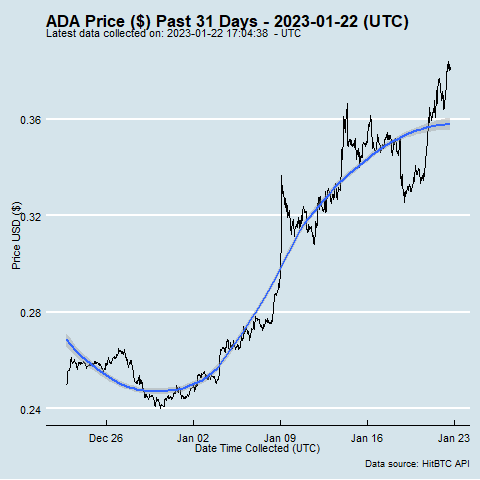 ADA Price ($) Past 31 Days - 2023-01-22 (UTC)
Latest data collected on: 2023-01-22 17:04:38 - UTC
0.36
0.32
Price USD ($)
0.28
0.24
Dec 26
Jan 02
Jan 09
Jan 16
Jan 23
Date Time Collected (UTC)
Data source: HitBTC API